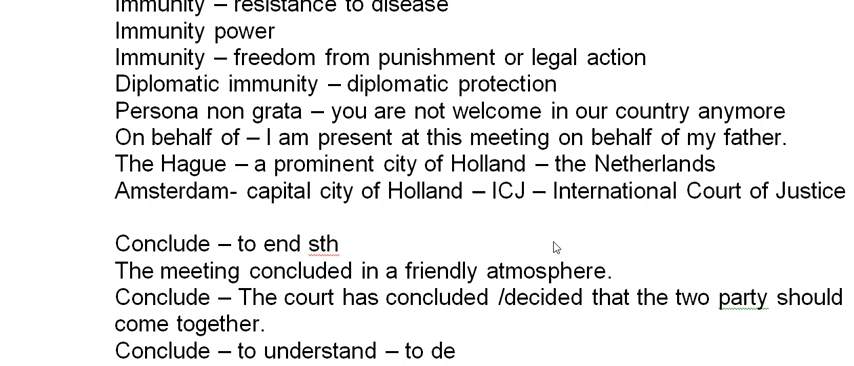 Immunity – resistance to disease
Immunity power
Immunity – freedom from punishment or legal action
Diplomatic immunity – diplomatic protection
Persona non grata – you are not welcome in our country anymore
On behalf of – I am present at this meeting on behalf of my father.
The Hague – a prominent city of Holland – the Netherlands
Amsterdam- capital city of Holland – ICJ – International Court of Justice
Conclude – to end sth
The meeting concluded in a friendly atmosphere.
Conclude – The court has concluded /decided that the two party should
come together.
Conclude – to understand – to de